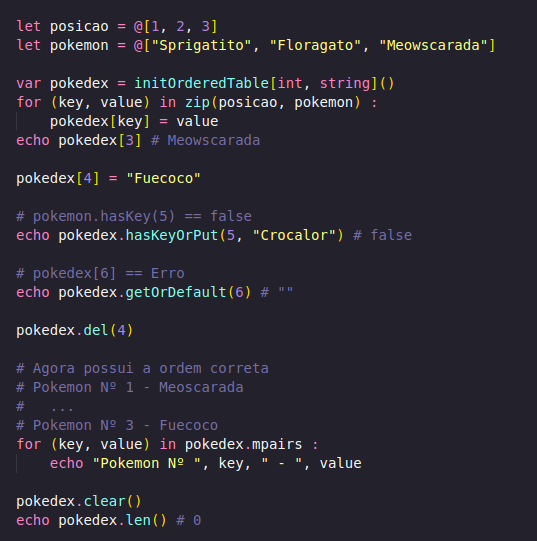 let posicao = @[1, 2, 3]
let pokemon = @["Sprigatito", "Floragato", "Meowscarada"]
var pokedex = initOrderedTable[int, string]()
for (key, value) in zip(posicao, pokemon) :
    pokedex[key] = value
echo pokedex[3] # Meowscarada
pokedex[4] = "Fuecoco"
# pokemon.hasKey(5) == false
echo pokedex.hasKeyOrPut(5, "Crocalor") # false
# pokedex[6] == Erro
echo pokedex.getOrDefault(6) # ""
pokedex.del(4)
# Agora possui a ordem correta
# Pokemon Nº 1 - Meoscarada
#   ...
# Pokemon Nº 3 - Fuecoco
for (key, value) in pokedex.mpairs :
    echo "Pokemon Nº ", key, " - ", value
pokedex.clear()
echo pokedex.len() # 0